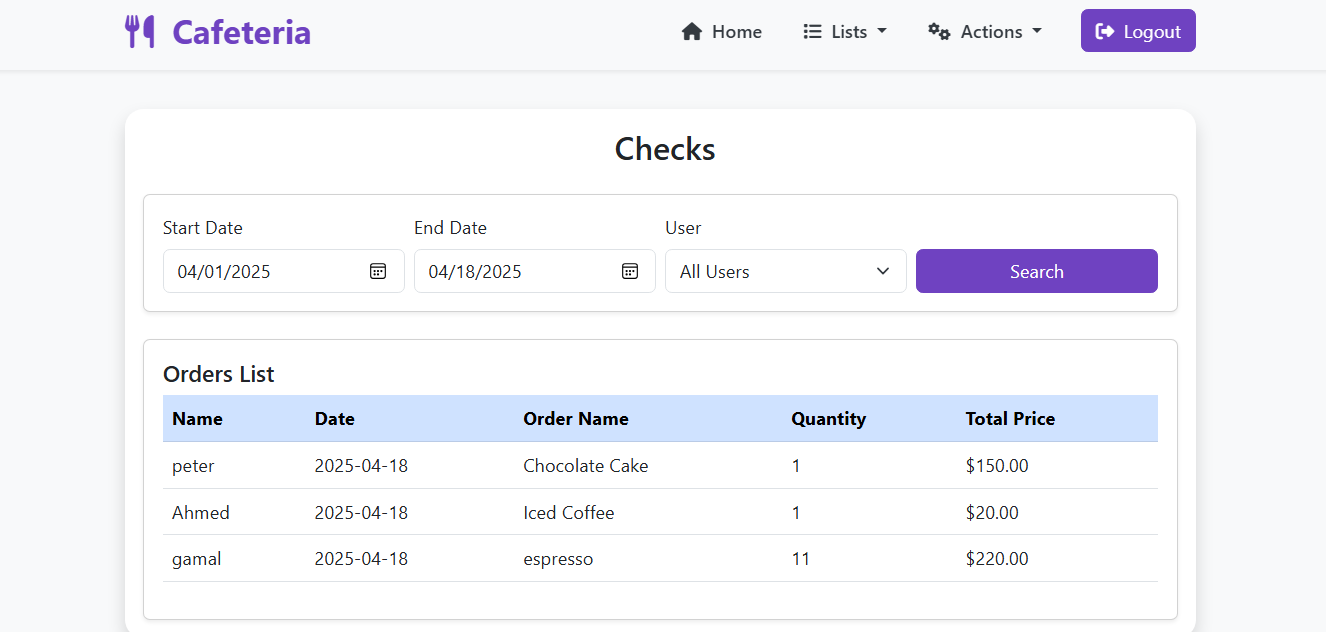 Cafeteria Home Lists Actions Logout
Checks
Start Date End Date User
04/01/2025 04/18/2025 All Users Search
Orders List
Name Date Order Name Quantity Total Price
peter 2025-04-18 Chocolate Cake 1 $150.00
Ahmed 2025-04-18 Iced Coffee 1 $20.00
gamal 2025-04-18 espresso 11 $220.00